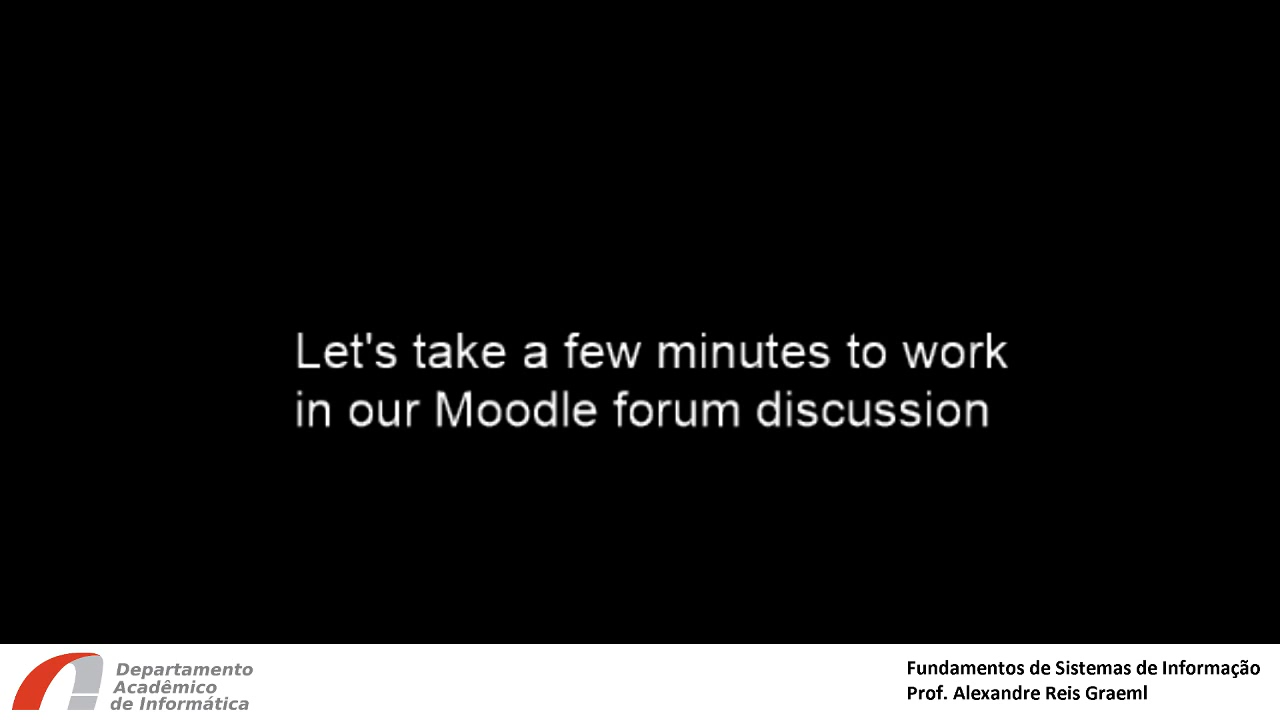 Let's take a few minutes to work
in our Moodle forum discussion
Departamento
Acadêmico
de Informática
Fundamentos de Sistemas de Informação
Prof. Alexandre Reis Graeml